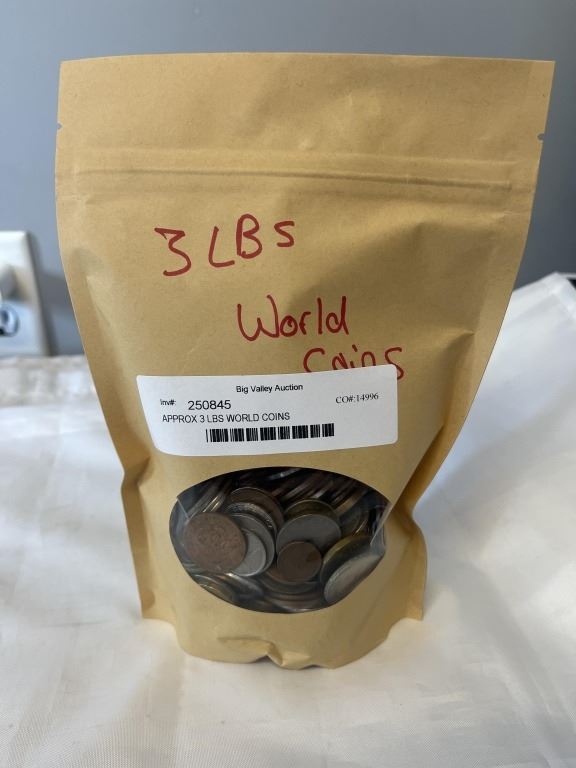 3 LBS
World
Coins
Big Valley Auction
Inv#: 250845 CO#:14996
APPROX 3 LBS WORLD COINS